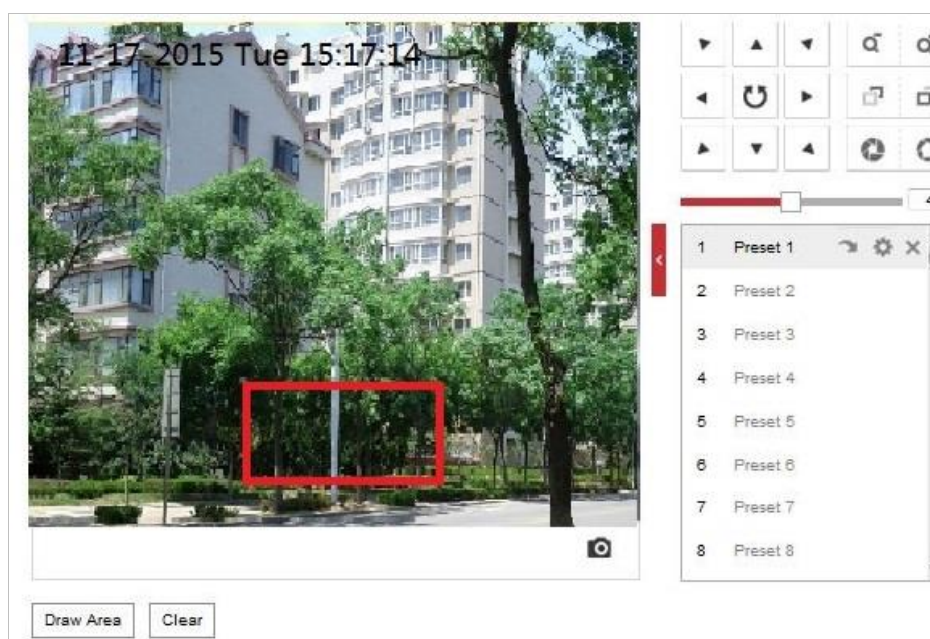 11-17-2015 Tue 15:17:14
4
1 Preset 1
2 Preset 2
3 Preset 3
4 Preset 4
5 Preset 5
6 Preset 6
7 Preset 7
8 Preset 8
Draw Area Clear